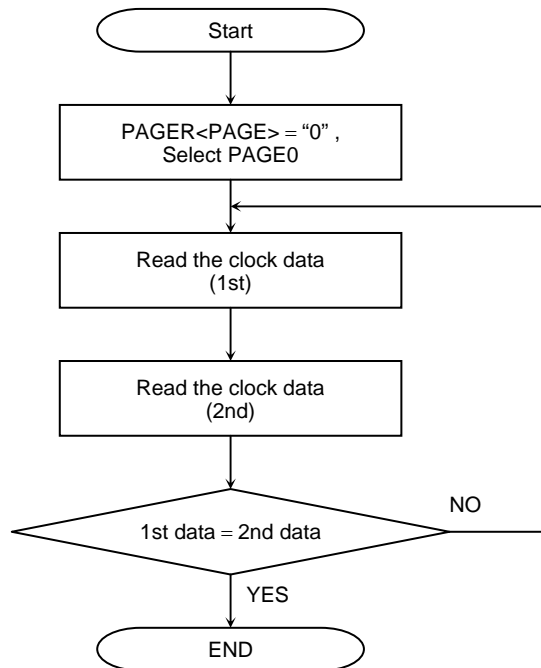 Start
PAGER<PAGE> = “0” ,
Select PAGE0
Read the clock data
(1st)
Read the clock data
(2nd)
1st data = 2nd data
NO
YES
END